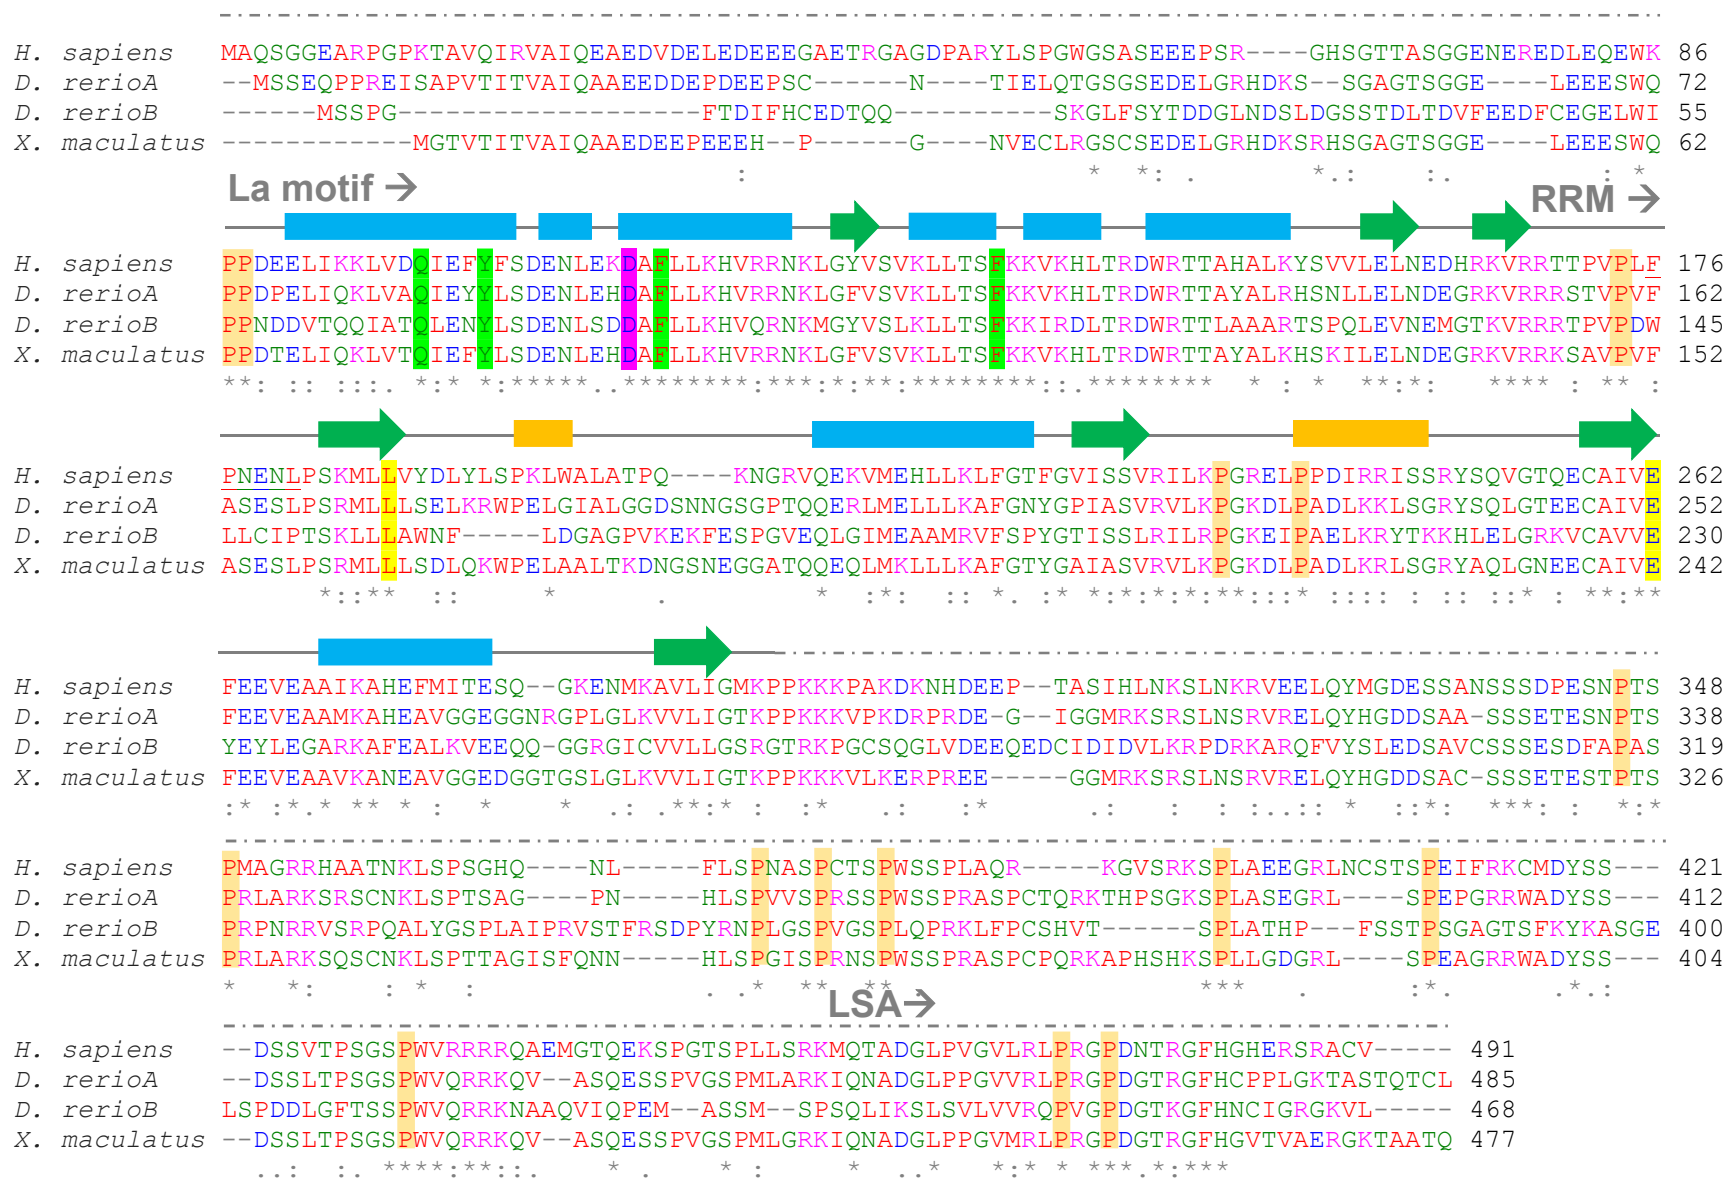 H. sapiens MAQSGGEARPGPKTAVQIRVAIQEAEDVDELEDEEEGAETRGAGDPARYLSPGWGSASEEEPSR----GHSGTTASGGENEREDLEQEWK 86
D. rerioA --MSSEQPPREISAPVTITVAIQAAEEDDEPDEEPSC------N----TIELQTGSGSEDELGRHDKS--SGAGTSGGEN----LEEESWQ 72
D. rerioB ------MSSPG-------------------FTDIFHCEDTQQ----------SKGLFSYTDDGLNDSLDGSSTDLTDVFEEDFCEGELWI 55
X. maculatus ------------MGTVTITVAIQAAEDEEPEEEH--P------G----NVECLRGSCSEDELGRHDKSRHSGAGTSGGE----LEEESWQ 62
: * *: . *.: :. : *
La motif →
RRM →
H. sapiens PPDEELIKKLVDQIEFYFSDENLEKDAFLLKHVRRNKLGYVSVKLLTSFKKVKHLTRDWRTTAHALKYSVVLELNEDHRKVRRTTPVPLF 176
D. rerioA PPDPELIQKLVAQIEYYLSDENLEHDAFLLKHVRRNKLGFVSVKLLTSFKKVKHLTRDWRTTAYALRHSNLLELNDEGRKVRRRSTVPVF 162
D. rerioB PPNDDVTQQIATQLENYLSDENLSDDAFLLKHVQRNKMGYVSLKLLTSFKKIRDLTRDWRTTLAAARTSPQLEVNEMGTKVRRRTPVPDW 145
X. maculatus PPDTELIQKLVTQIEFYLSDENLEHDAFLLKHVRRNKLGFVSVKLLTSFKKVKHLTRDWRTTAYALKHSKILELNDEGRKVRRKSAVPVF 152
**: :: :::. *:* *:*****..*********:***:*:**:********::.******** * : * **:*: **** : ** :
H. sapiens PNENLPSKMLLVYDLYLSPKLWALATPQ----KNGRVQEKVMEHLLKLFGTFGVISSVRILKPGRELPPDIRRISSRYSQVGTQECAIVE 262
D. rerioA ASESLPSRMLLLSELKRWPELGIALGGDSNNGSGPTQQERLMELLLKAFGNYGPIASVRVLKPGKDLPADLKKLSGRYSQLGTEECAIVE 252
D. rerioB LLCIPTSKLLLAWNF-----LDGAGPVKEKFESPGVEQLGIMEAAMRVFSPYGTISSLRILRPGKEIPAELKRYTKKHLELGRKVCAVVE 230
X. maculatus ASESLPSRMLLLSDLQKWPELAALTKDNGSNEGGATQQEQLMKLLLKAFGTYGAIASVRVLKPGKDLPADLKRLSGRYAQLGNEECAIVE 242
*::** :: * . * :*: :: *. :* *:*:*:*:**:::* ::::: : :: ::* : **:**
H. sapiens FEEVEAAIKAHEFMITESQ--GKENMKAVLIGMKPPKKKPAKDKNHDEEP--TASIHLNKSLNKRVEELQYMGDESSANSSSDPESNPTS 348
D. rerioA FEEVEAAMKAHEAVGGEGGNRGPLGLKVVLIGTKPPKKKVPKDRPRDE-G--IGGMRKSRSLNSRVRELQYHGDDSAA-SSSETESNPTS 338
D. rerioB YEYLEGARKAFEALKVEEQQ-GGRGICVVLLGSRGTRKPGCSQGLVDEEQEDCIDIDVLKRPDRKARQFVYSLEDSAVCSSSESDFAPAS 319
X. maculatus FEEVEAAVKANEAVGGEDGGTGSLGLKVVLIGTKPPKKKVLKERPREE-----GGMRKSRSLNSRVRELQYHGDDSAC-SSSETESTPTS 326
:* :*.* ** * : * * .: .**:* : :* .: :* .: : : :..:: * ::*: ***: : *:*
H. sapiens PMAGRRHAATNKLSPSGHQ----NL-----FLSPNASPCTSPWSSPLAQR-----KGVSRKSPLAEEGRLNCSTSPEIFRKCMDYSS--- 421
D. rerioA PRLARKSRSCNKLSPTSAG----PN-----HLSPVVSPRSSPWSSPRASPCTQRKTHPSGKSPLASEGRL----SPEPGRRWADYSS--- 412
D. rerioB PRPNRRVSRPQALYGSPLAIPRVSTFRSDPYRNPLGSPVGSPLQPRKLFPCSHVT------SPLATHP---FSSTPSGAGTSFKYKASGE 400
X. maculatus PRLARKSQSCNKLSPTTAGISFQNN-----HLSPGISPRNSPWSSPRASPCPQRKAPHSHKSPLLGDGRL----SPEAGRRWADYSS--- 404
* *: : * : . .* ** ** . *** . :*. .*.:
LSA→
H. sapiens --DSSVTPSGSPWVRRRRQAEMGTQEKSPGTSPLLSRKMQTADGLPVGVLRLPRGPDNTRGFHGHERSRACV----- 491
D. rerioA --DSSLTPSGSPWVQRRKQV--ASQESSPVGSPMLARKIQNADGLPPGVVRLPRGPDGTRGFHCPPLGKTASTQTCL 485
D. rerioB LSPDDLGFTSSPWVQRRKNAAQVIQPEM--ASSM--SPSQLIKSLSVLVVRQPVGPDGTKGFHNCIGRGKVL----- 468
X. maculatus --DSSLTPSGSPWVQRRKQV--ASQESSPVGSPMLGRKIQNADGLPPGVMRLPRGPDGTRGFHGVTVAERGKTAATQ 477
..: :. ****:**:. * . * : * ..* *:* * ***.*:***